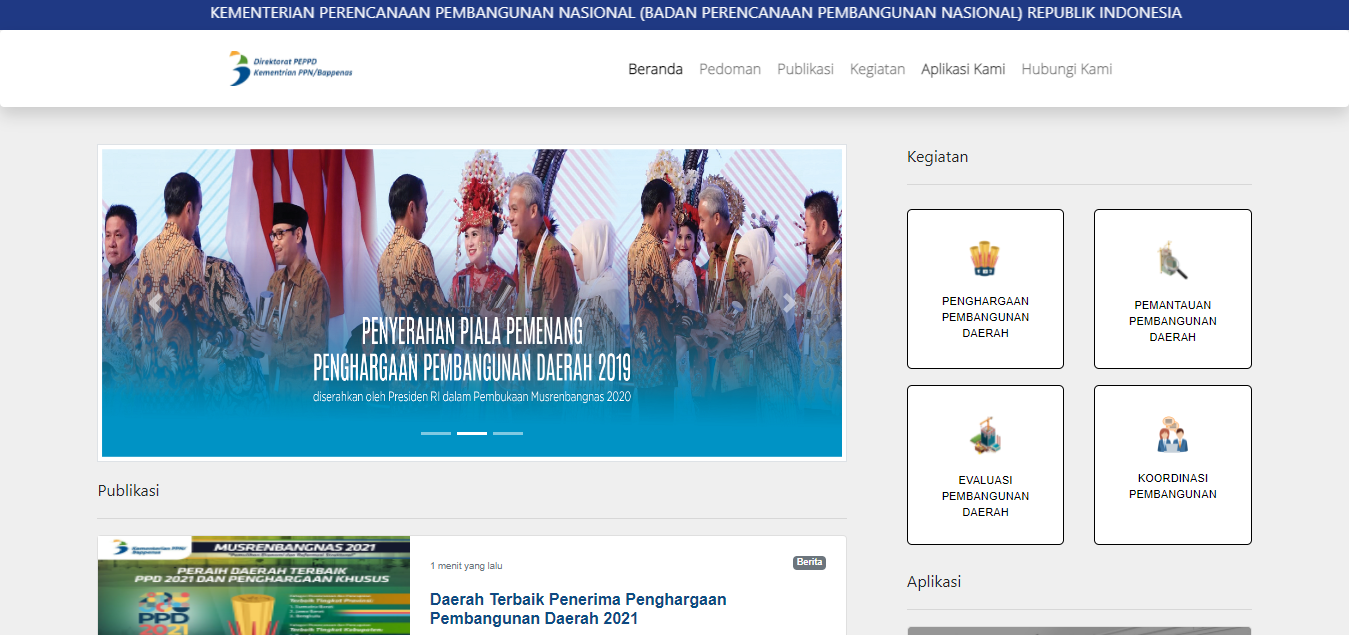 KEMENTERIAN PERENCANAAN PEMBANGUNAN NASIONAL (BADAN PERENCANAAN PEMBANGUNAN NASIONAL) REPUBLIK INDONESIA
Direktorat PEPPD
Kementrian PPN/Bappenas
Beranda Pedoman Publikasi Kegiatan Aplikasi Kami Hubungi Kami
PENYERAHAN PIALA PEMENANG
PENGHARGAAN PEMBANGUNAN DAERAH 2019
diserahkan oleh Presiden RI dalam Pembukaan Musrenbangnas 2020
Publikasi
Kementerian PPN/
Bappenas
MUSRENBANGNAS 2021
PERAIH DAERAH TERBAIK
PPD 2021 DAN PENGHARGAAN KHUSUS
PPD
2021
1 menit yang lalu
Berita
Daerah Terbaik Penerima Penghargaan
Pembangunan Daerah 2021
Kegiatan
PENGHARGAAN
PEMBANGUNAN
DAERAH
PEMANTAUAN
PEMBANGUNAN
DAERAH
EVALUASI
PEMBANGUNAN
DAERAH
KOORDINASI
PEMBANGUNAN
Aplikasi